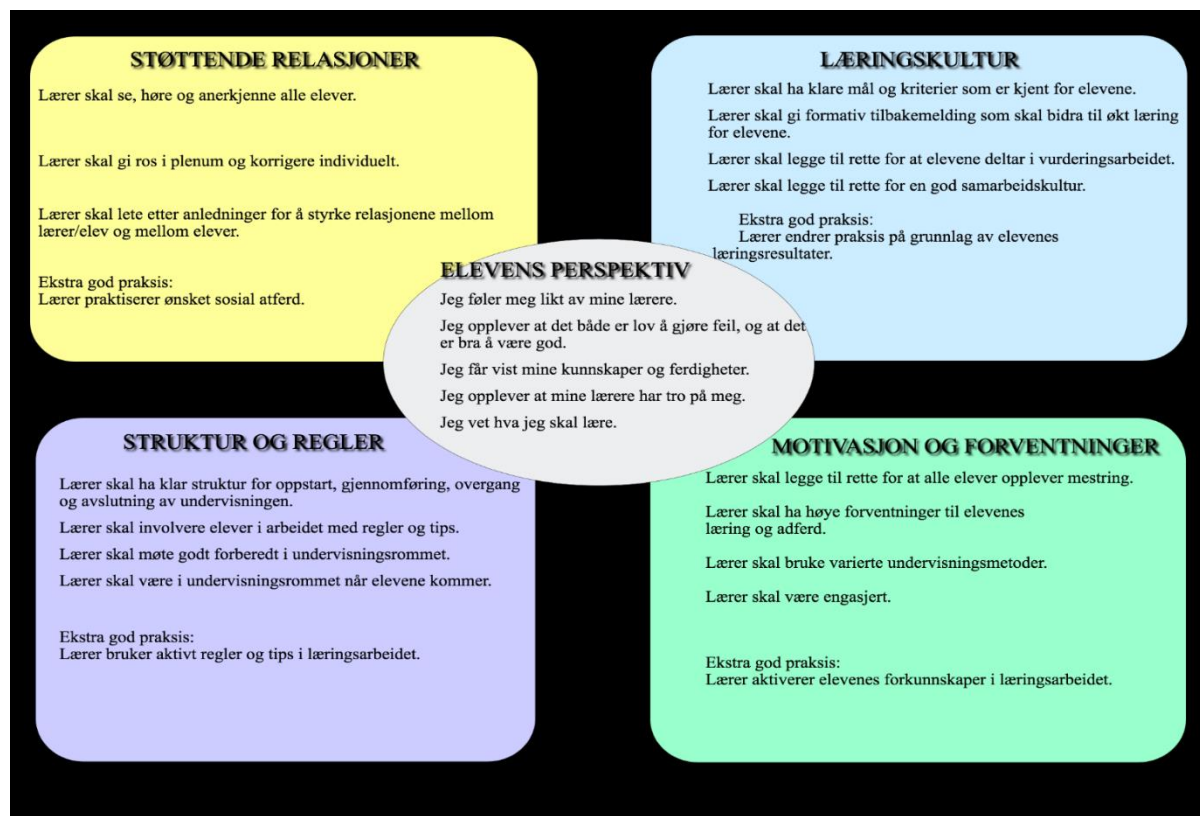 STØTTENDE RELASJONER
Lærer skal se, høre og anerkjenne alle elever.
Lærer skal gi ros i plenum og korrigere individuelt.
Lærer skal lete etter anledninger for å styrke relasjonene mellom
lærer/elev og mellom elever.
Ekstra god praksis:
Lærer praktiserer ønsket sosial atferd.
LÆRINGSKULTUR
Lærer skal ha klare mål og kriterier som er kjent for elevene.
Lærer skal gi formativ tilbakemelding som skal bidra til økt læring
for elevene.
Lærer skal legge til rette for at elevene deltar i vurderingsarbeidet.
Lærer skal legge til rette for en god samarbeidskultur.
Ekstra god praksis:
Lærer endrer praksis på grunnlag av elevenes
læringsresultater.
ELEVENS PERSPEKTIV
Jeg føler meg likt av mine lærere.
Jeg opplever at det både er lov å gjøre feil, og at det
er bra å være god.
Jeg får vist mine kunnskaper og ferdigheter.
Jeg opplever at mine lærere har tro på meg.
Jeg vet hva jeg skal lære.
STRUKTUR OG REGLER
Lærer skal ha klar struktur for oppstart, gjennomføring, overgang
og avslutning av undervisningen.
Lærer skal involvere elever i arbeidet med regler og tips.
Lærer skal møte godt forberedt i undervisningsrommet.
Lærer skal være i undervisningsrommet når elevene kommer.
Ekstra god praksis:
Lærer bruker aktivt regler og tips i læringsarbeidet.
MOTIVASJON OG FORVENTNINGER
Lærer skal legge til rette for at alle elever opplever mestring.
Lærer skal ha høye forventninger til elevenes
læring og adferd.
Lærer skal bruke varierte undervisningsmetoder.
Lærer skal være engasjert.
Ekstra god praksis:
Lærer aktiverer elevenes forkunnskaper i læringsarbeidet.